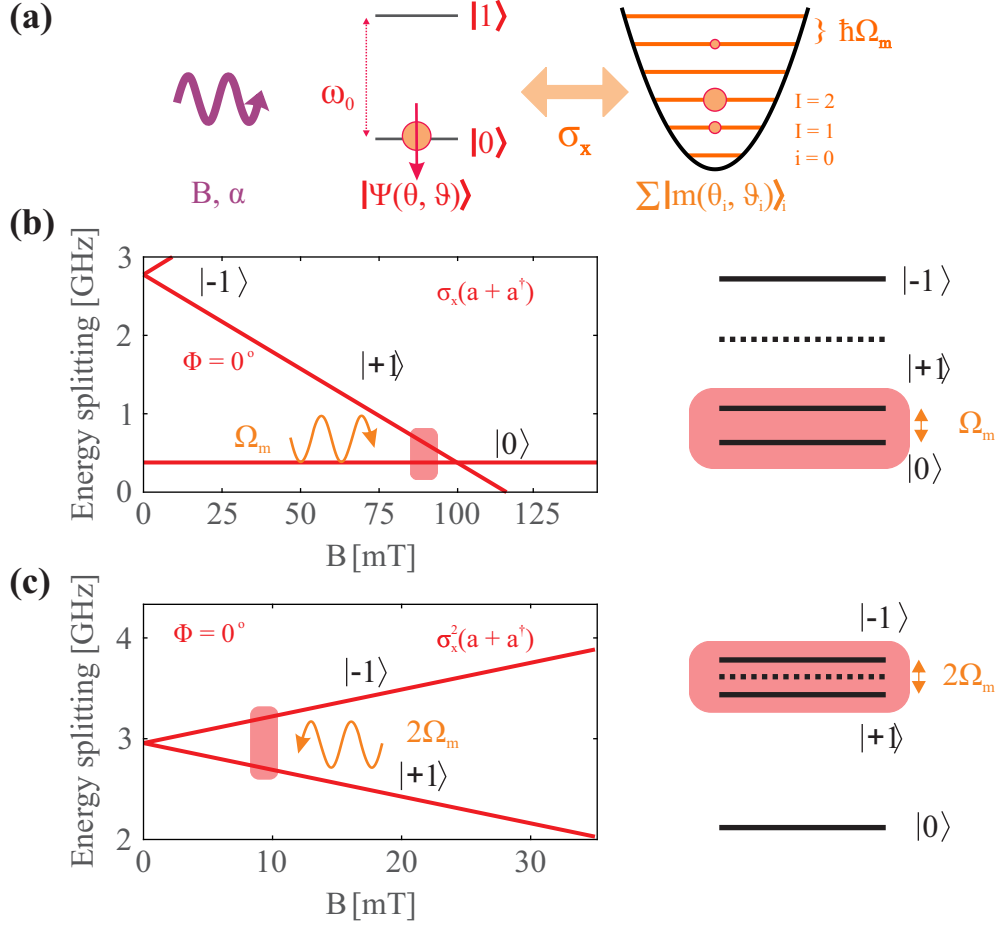 (a)
|1⟩
} ħΩₘ
ω₀
|0⟩
σₓ
I = 2
I = 1
i = 0
B, α
|Ψ(θ, ϑ)⟩
∑ |m(θᵢ, ϑᵢ)⟩ᵢ
(b)
Energy splitting [GHz]
3
2
1
0
|-1⟩
σₓ(a + a†)
Φ = 0°
|+1⟩
Ωₘ
|0⟩
0 25 50 75 100 125
B [mT]
|-1⟩
|+1⟩
Ωₘ
|0⟩
(c)
Energy splitting [GHz]
4
3
2
Φ = 0°
σₓ²(a + a†)
|-1⟩
2Ωₘ
|+1⟩
0 10 20 30
B [mT]
|-1⟩
2Ωₘ
|+1⟩
|0⟩